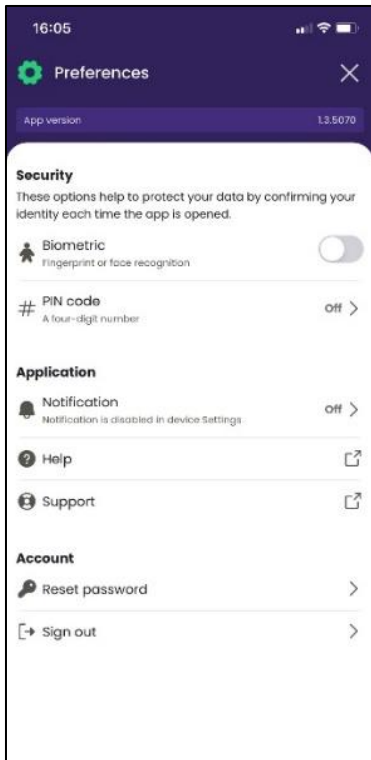 16:05
Preferences
App version 1.3.5070
Security
These options help to protect your data by confirming your
identity each time the app is opened.
Biometric
Fingerprint or face recognition
PIN code Off
A four-digit number
Application
Notification Off
Notification is disabled in device Settings
Help
Support
Account
Reset password
Sign out